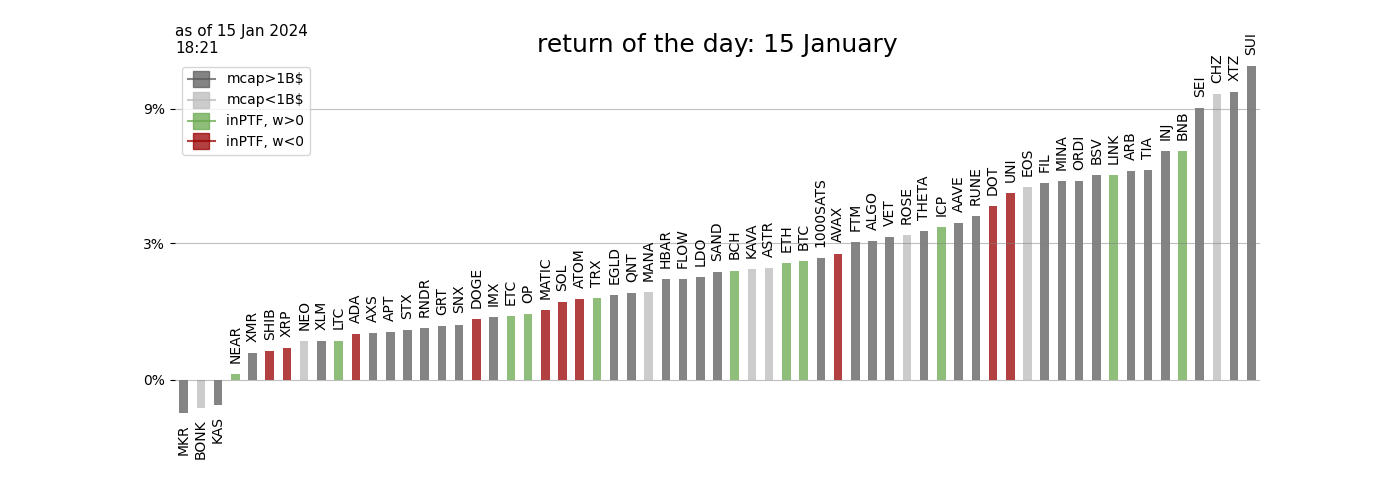 as of 15 Jan 2024
18:21
return of the day: 15 January
mcap>1B$
mcap<1B$
inPTF, w>0
inPTF, w<0
9%
3%
0%
MKR
BONK
KAS
NEAR
XMR
SHIB
XRP
NEO
XLM
LTC
ADA
AXS
APT
STX
RNDR
GRT
SNX
DOGE
IMX
ETC
OP
MATIC
SOL
ATOM
TRX
EGLD
QNT
MANA
HBAR
FLOW
LDO
SAND
BCH
KAVA
ASTR
ETH
BTC
1000SATS
AVAX
FTM
ALGO
VET
ROSE
THETA
ICP
AAVE
RUNE
DOT
UNI
EOS
FIL
MINA
ORDI
BSV
LINK
ARB
TIA
INJ
BNB
SEI
CHZ
XTZ
SUI